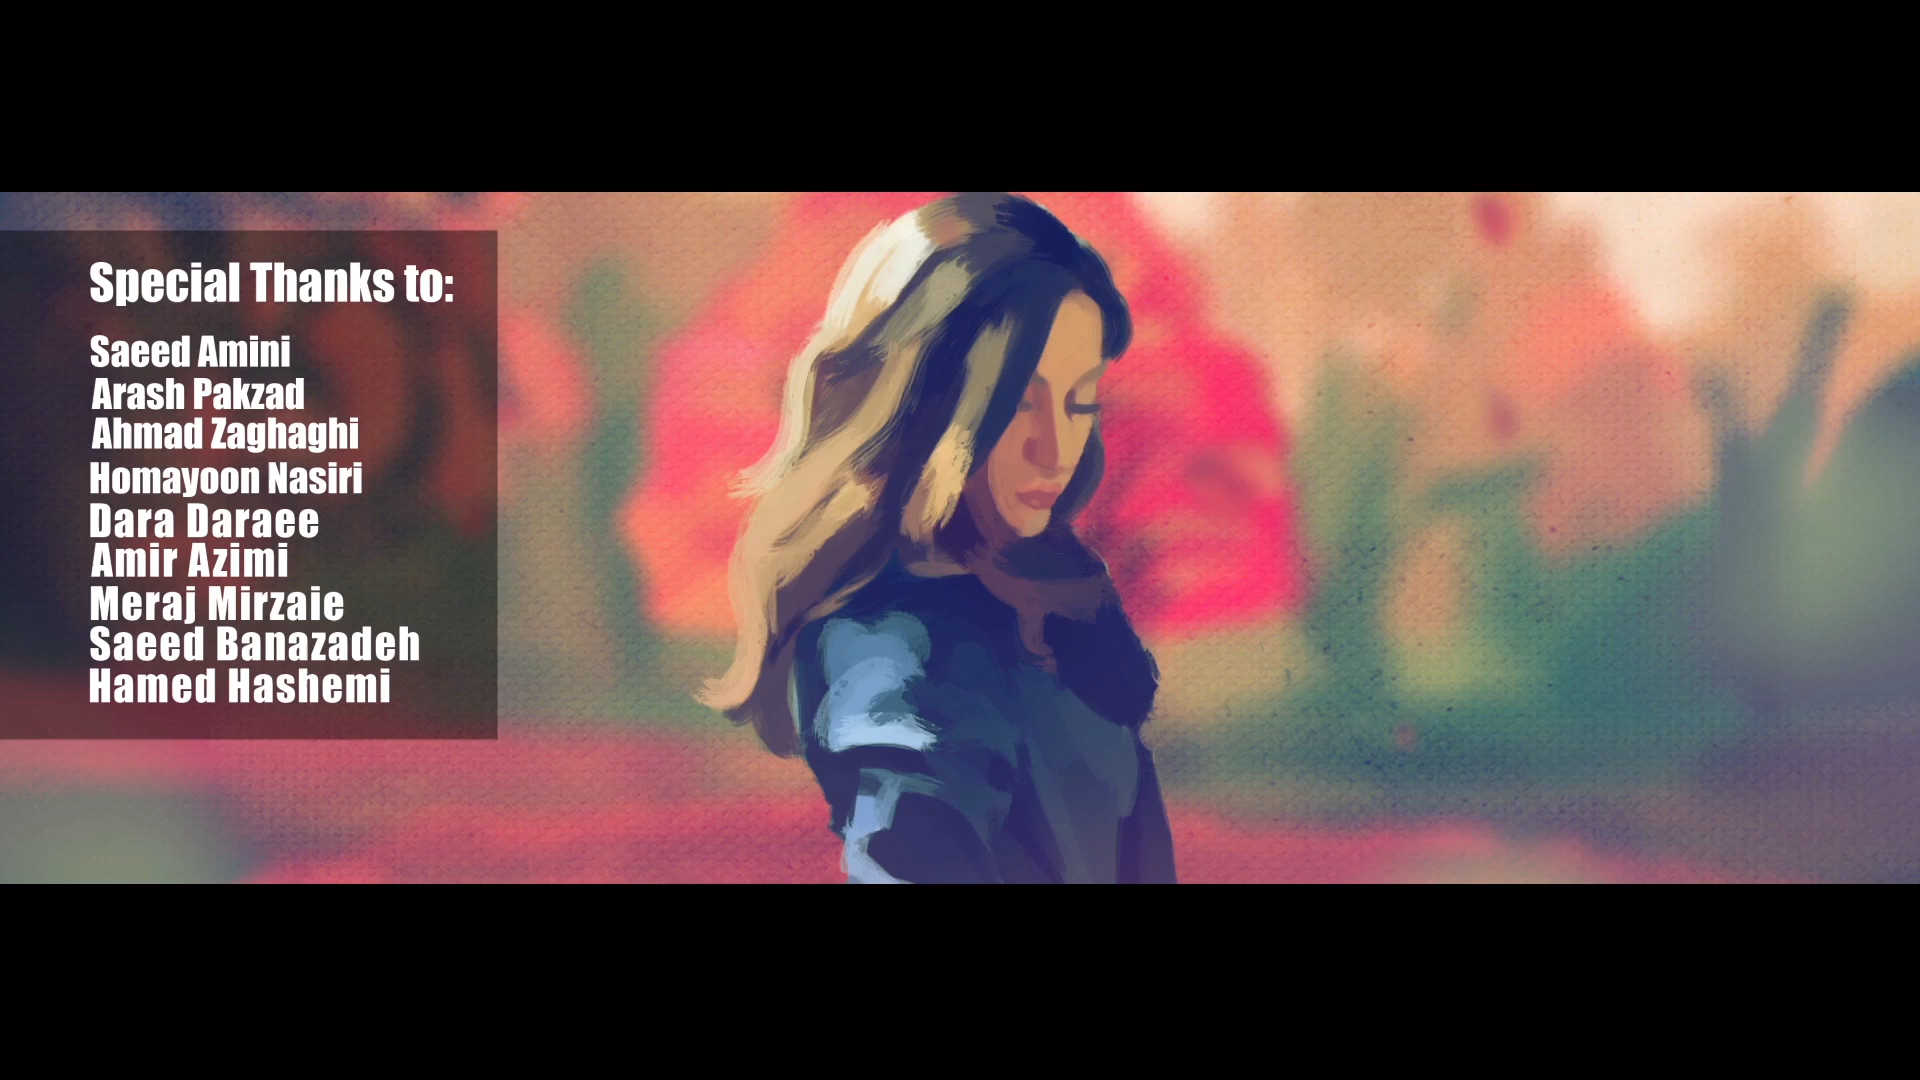 Special Thanks to:
Saeed Amini
Arash Pakzad
Ahmad Zaghaghi
Homayoon Nasiri
Dara Daraee
Amir Azimi
Meraj Mirzaie
Saeed Banazadeh
Hamed Hashemi